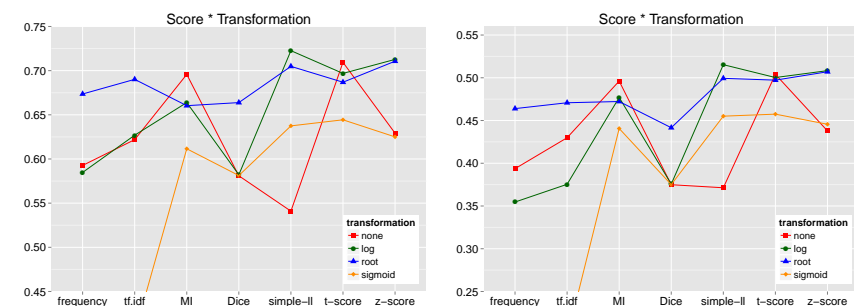 Score * Transformation
0.75
0.70
0.65
0.60
0.55
0.50
0.45
transformation
none
log
root
sigmoid
frequency tf.idf MI Dice simple−ll t−score z−score
Score * Transformation
0.55
0.50
0.45
0.40
0.35
0.30
0.25
transformation
none
log
root
sigmoid
frequency tf.idf MI Dice simple−ll t−score z−score